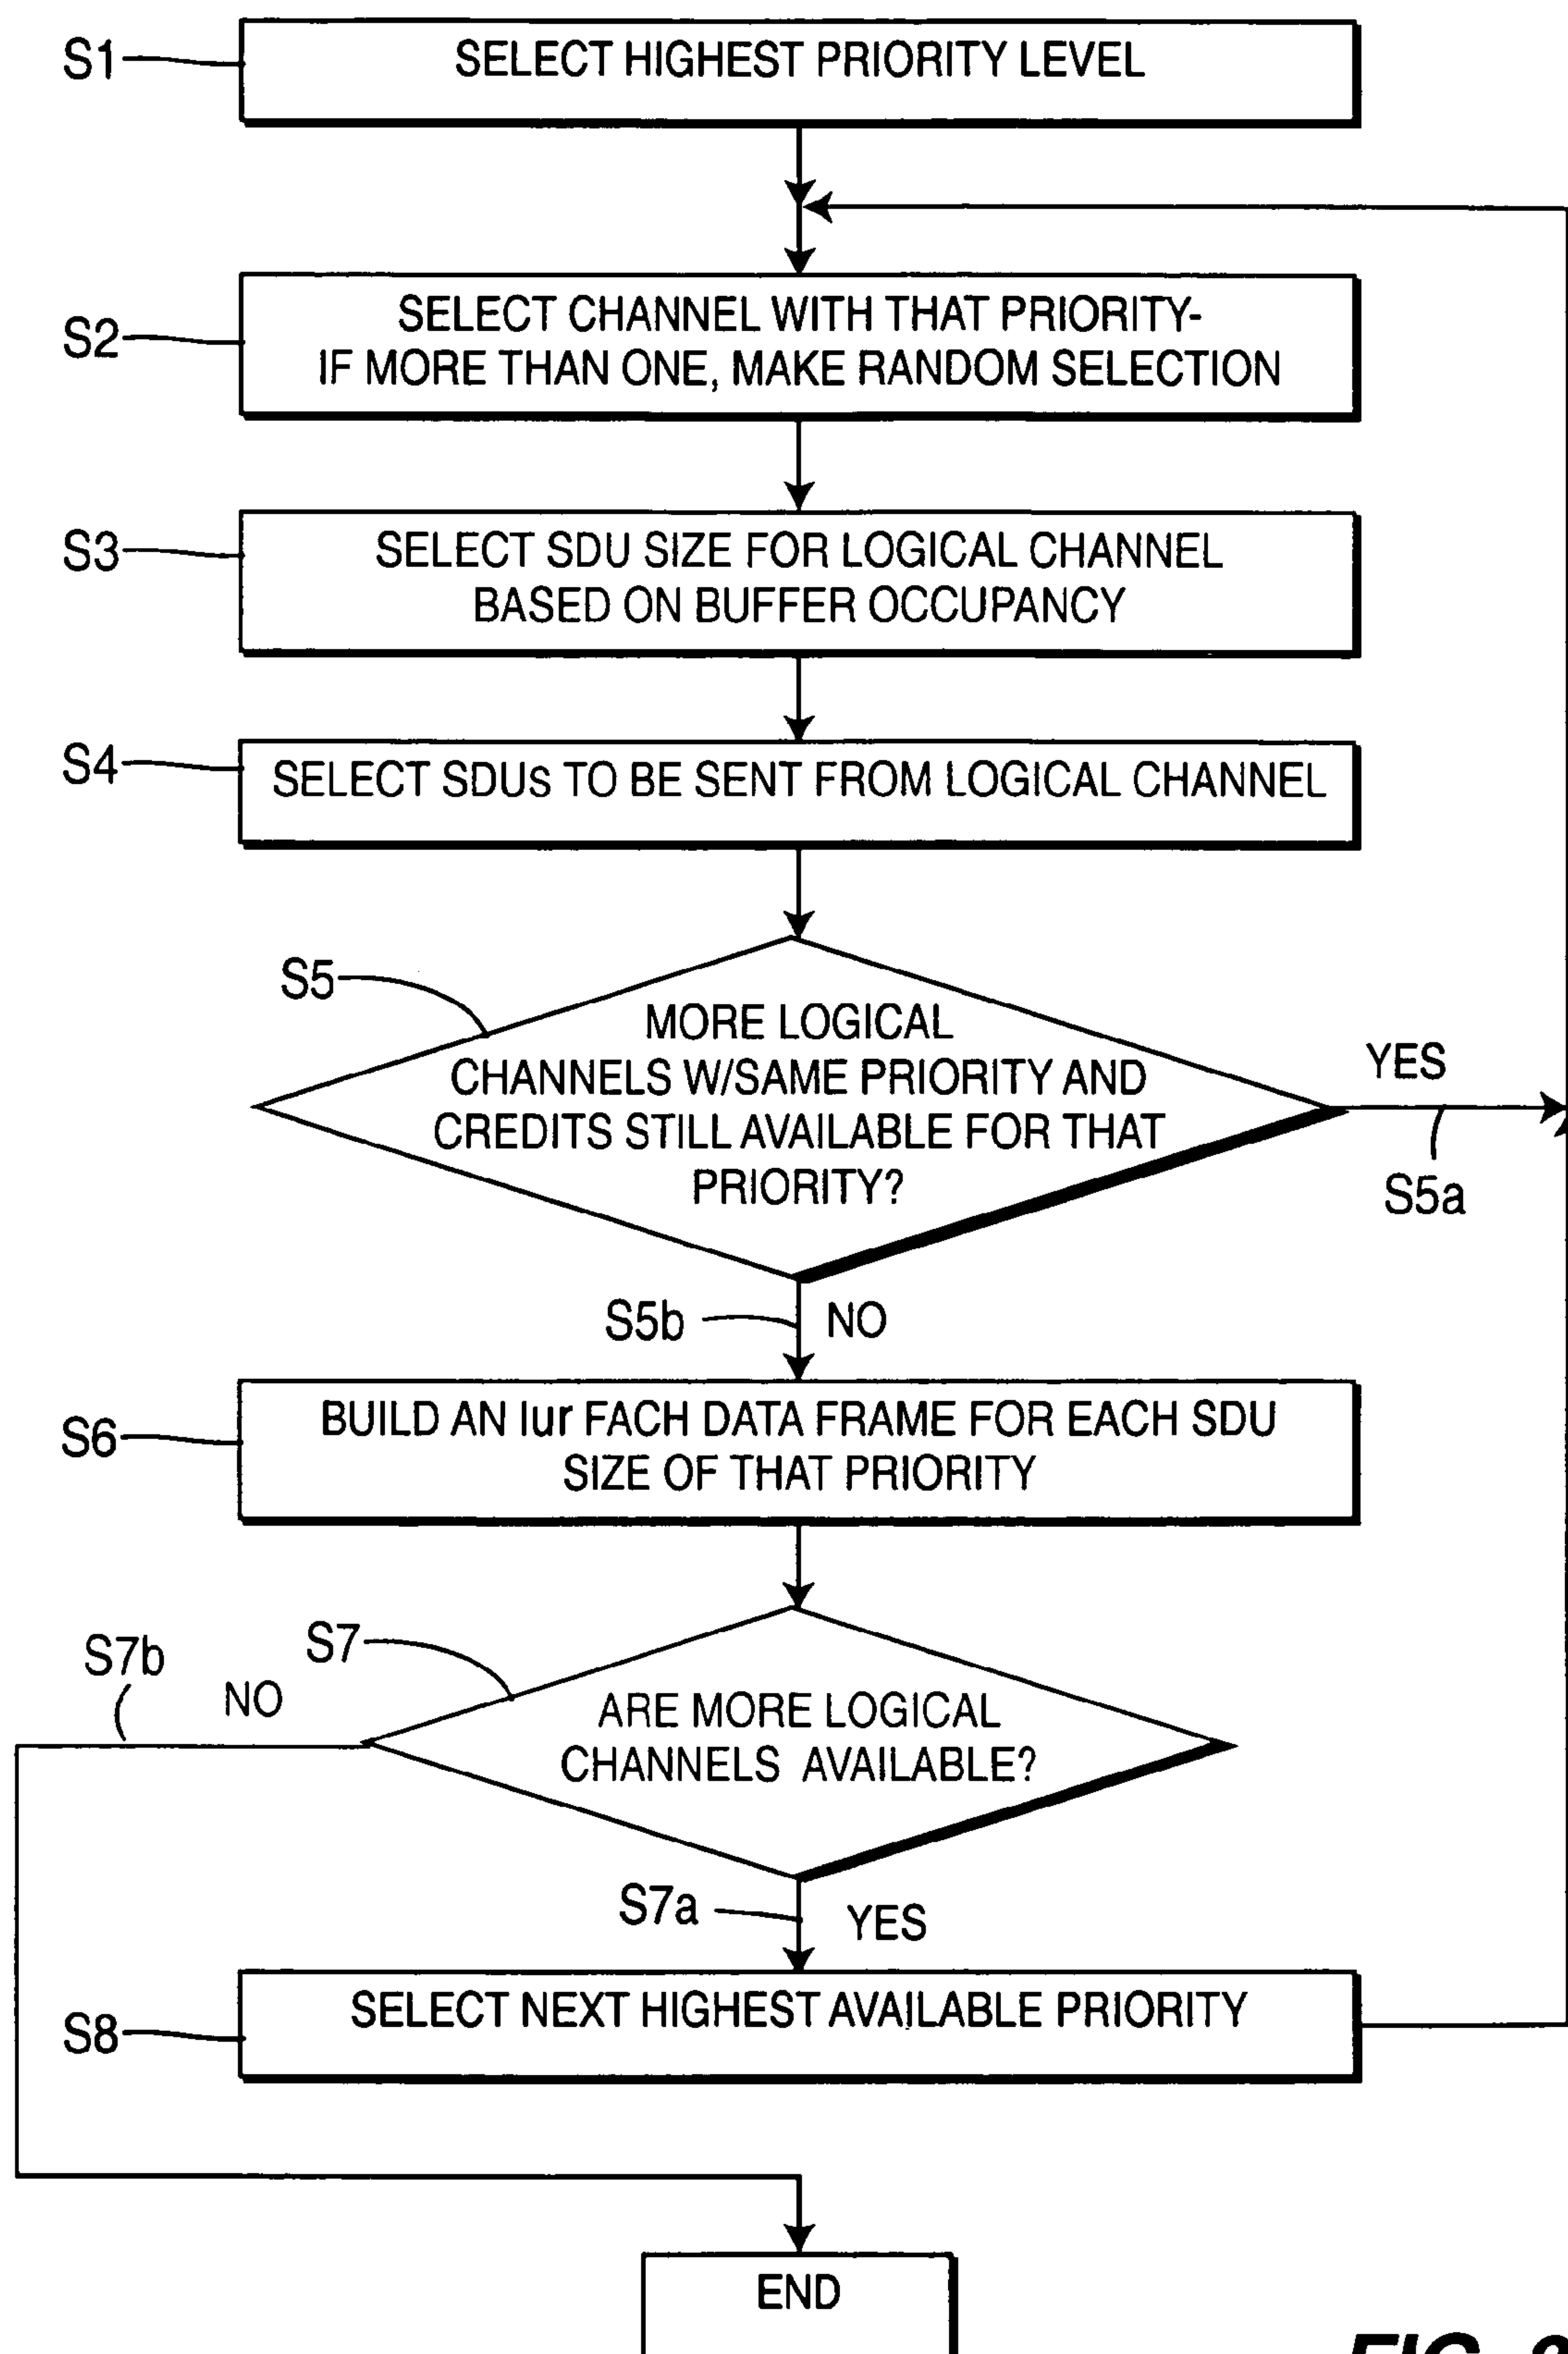 S1
SELECT HIGHEST PRIORITY LEVEL
S2
SELECT CHANNEL WITH THAT PRIORITY-
IF MORE THAN ONE, MAKE RANDOM SELECTION
S3
SELECT SDU SIZE FOR LOGICAL CHANNEL
BASED ON BUFFER OCCUPANCY
S4
SELECT SDUs TO BE SENT FROM LOGICAL CHANNEL
S5
MORE LOGICAL
CHANNELS W/SAME PRIORITY AND
CREDITS STILL AVAILABLE FOR THAT
PRIORITY?
YES
S5a
S5b
NO
S6
BUILD AN Iur FACH DATA FRAME FOR EACH SDU
SIZE OF THAT PRIORITY
S7b
NO
S7
ARE MORE LOGICAL
CHANNELS AVAILABLE?
S7a
YES
S8
SELECT NEXT HIGHEST AVAILABLE PRIORITY
END
FIG.